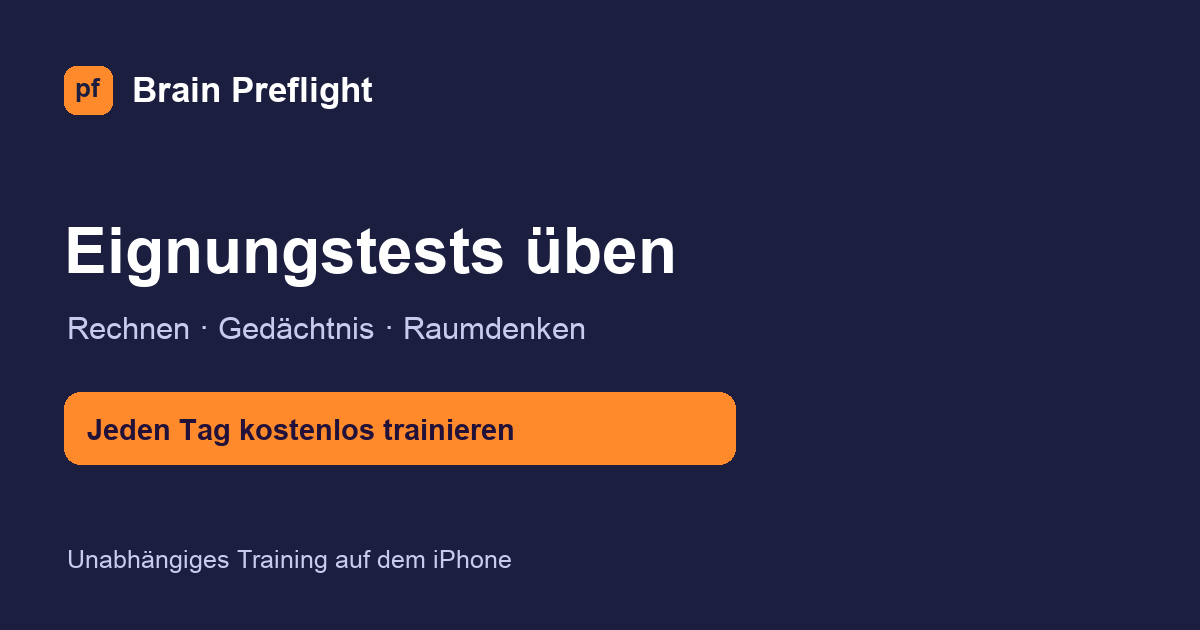 pf
Brain Preflight
Eignungstests üben
Rechnen · Gedächtnis · Raumdenken
Jeden Tag kostenlos trainieren
Unabhängiges Training auf dem iPhone